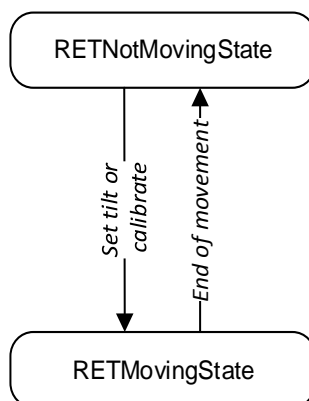 RETNotMovingState
Set tilt or
calibrate
End of movement
RETMovingState